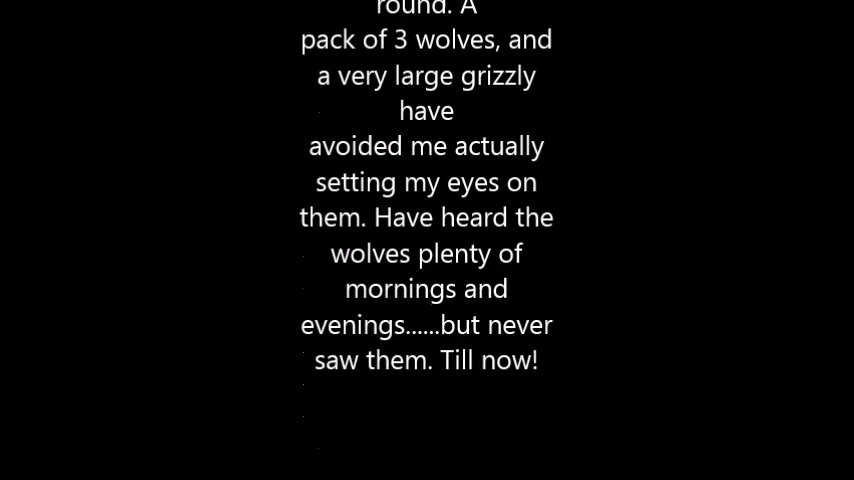 round. A
pack of 3 wolves, and
a very large grizzly
have
avoided me actually
setting my eyes on
them. Have heard the
wolves plenty of
mornings and
evenings......but never
saw them. Till now!